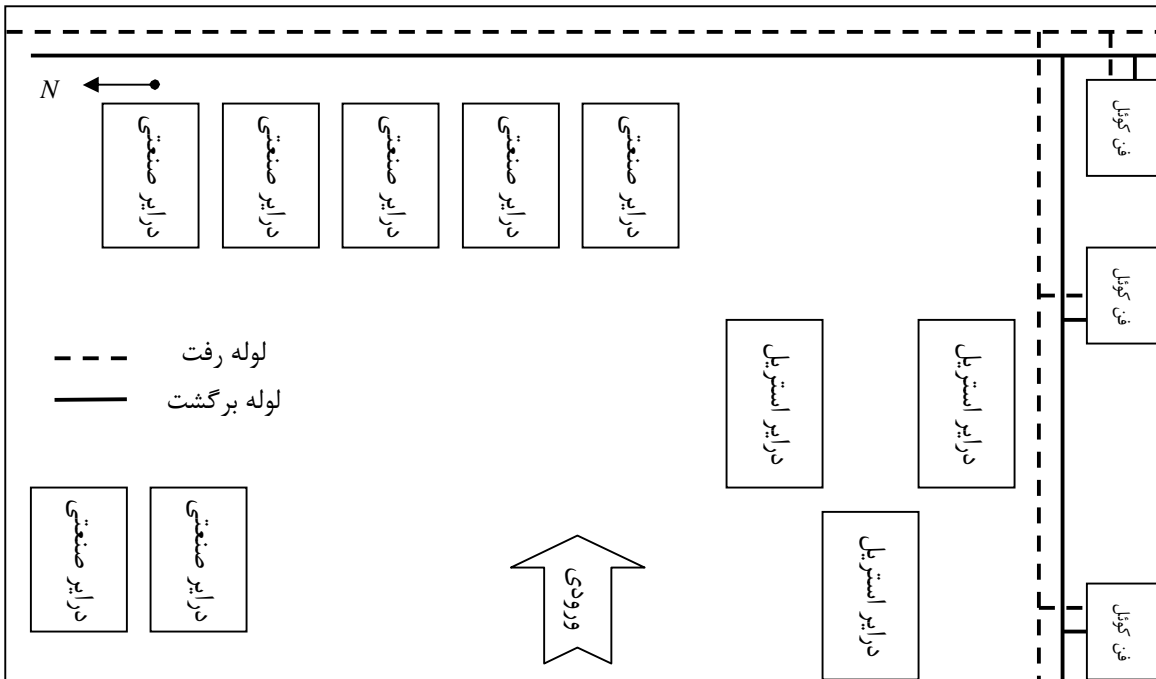 N
درایر صنعتی
درایر صنعتی
درایر صنعتی
درایر صنعتی
درایر صنعتی
فن کوئل
فن کوئل
درایر استریل
درایر استریل
لوله رفت
لوله برگشت
درایر صنعتی
درایر صنعتی
ورودی
درایر استریل
فن کوئل